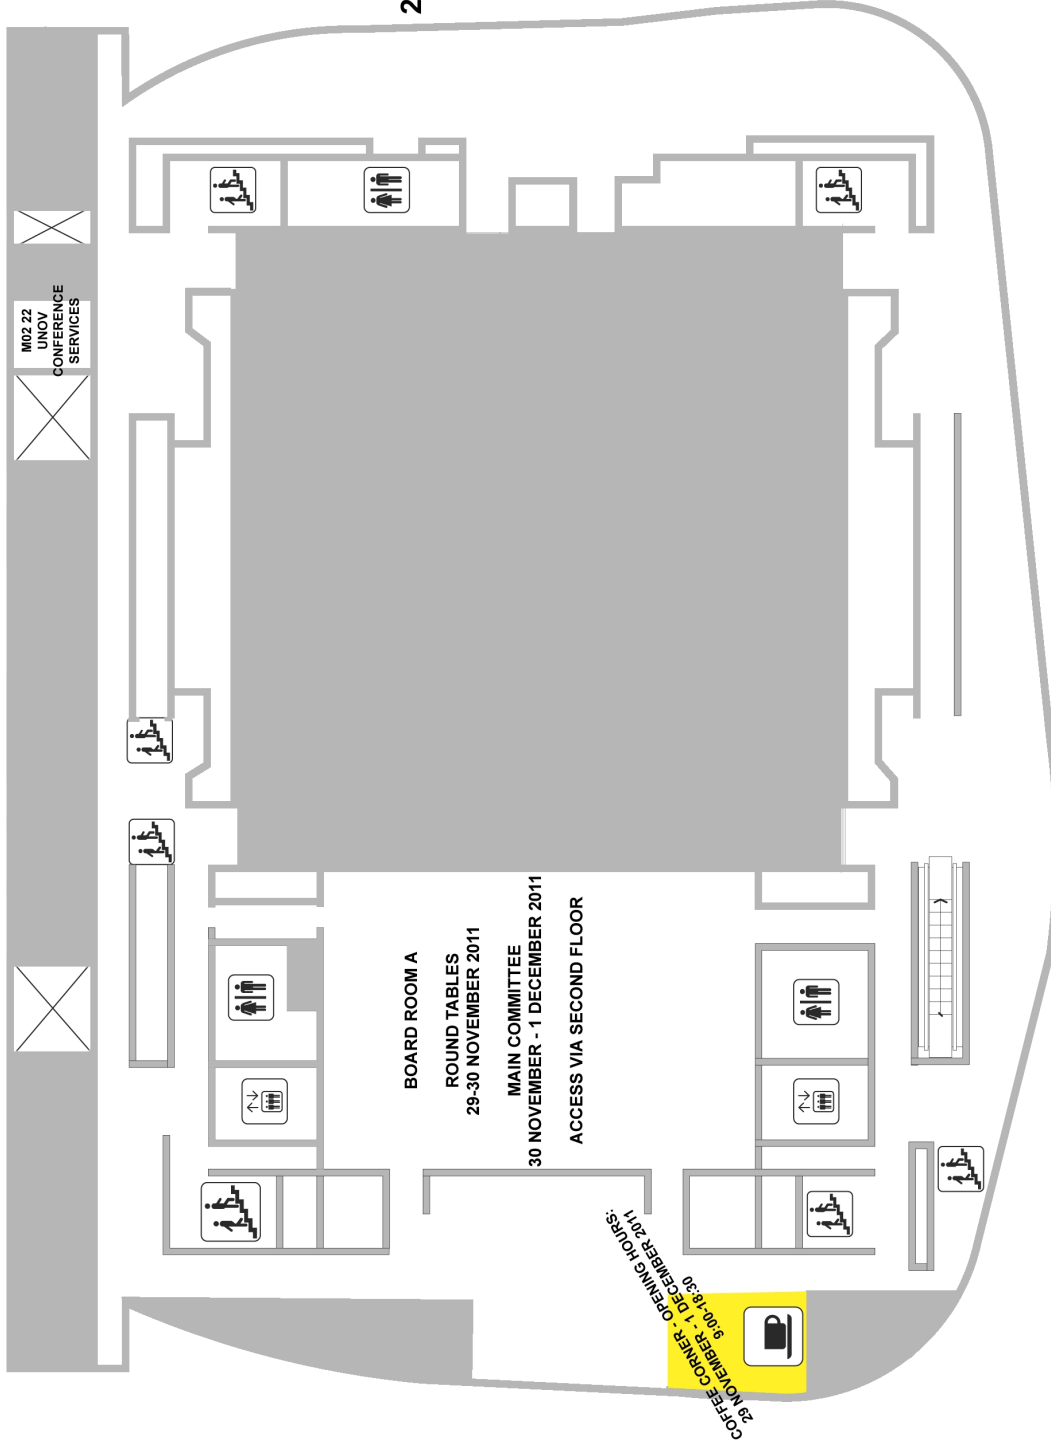 2
M02 22
UNOV
CONFERENCE
SERVICES
BOARD ROOM A
ROUND TABLES
29-30 NOVEMBER 2011
MAIN COMMITTEE
30 NOVEMBER - 1 DECEMBER 2011
ACCESS VIA SECOND FLOOR
COFFEE CORNER - OPENING HOURS:
29 NOVEMBER - 1 DECEMBER 2011
9:00-18:30